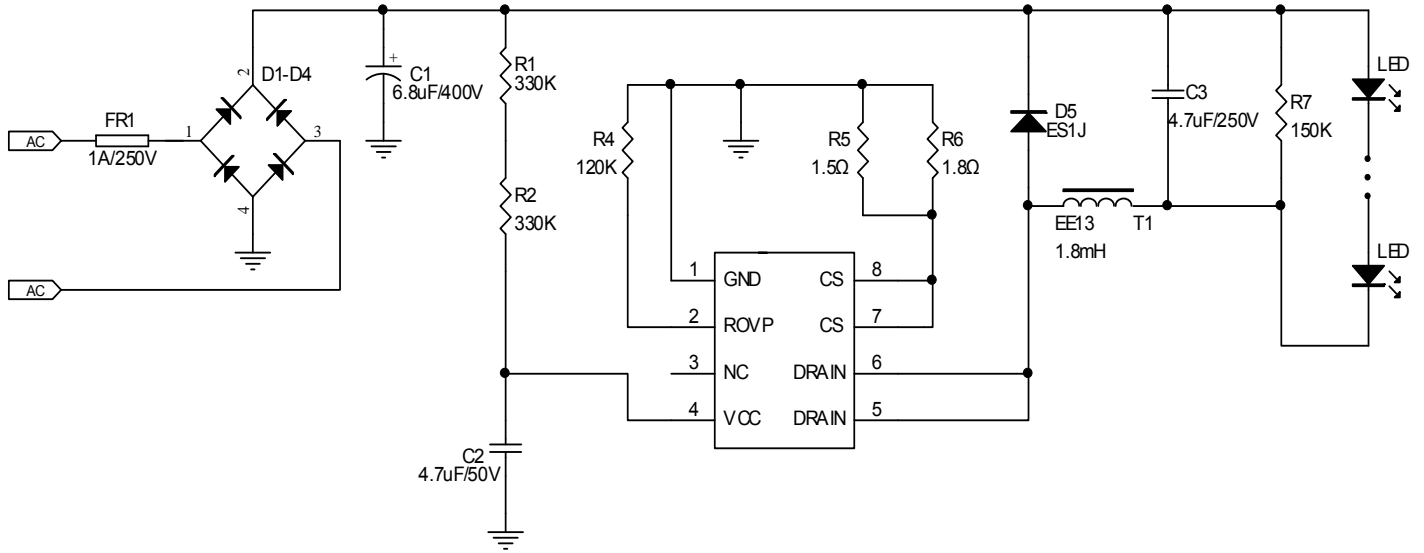 AC
FR1
1A/250V
D1-D4
1
2
3
4
AC
+
C1
6.8uF/400V
R1
330K
R2
330K
C2
4.7uF/50V
R4
120K
R5
1.5Ω
R6
1.8Ω
1
GND
2
ROVP
3
NC
4
VCC
8
CS
7
CS
6
DRAIN
5
DRAIN
D5
ES1J
EE13
T1
1.8mH
C3
4.7uF/250V
R7
150K
LED
LED